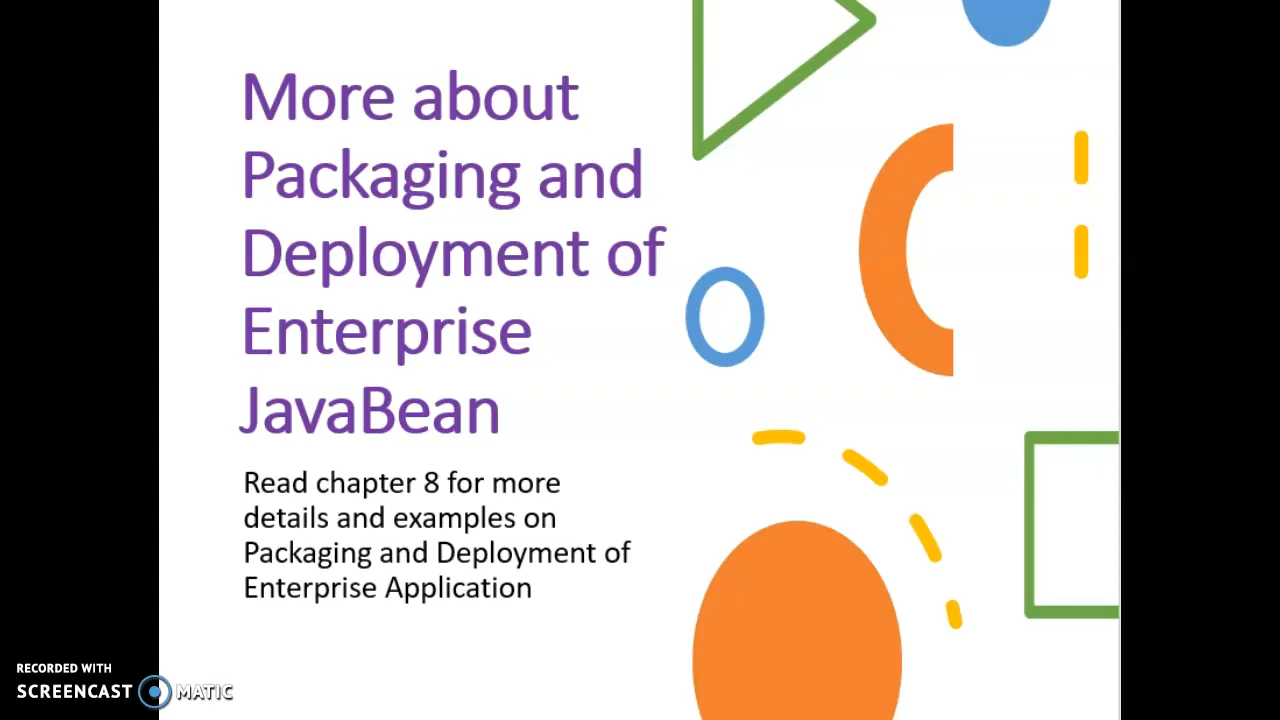 More about
Packaging and
Deployment of
Enterprise
JavaBean
Read chapter 8 for more
details and examples on
Packaging and Deployment of
Enterprise Application
RECORDED WITH
SCREENCAST MATIC